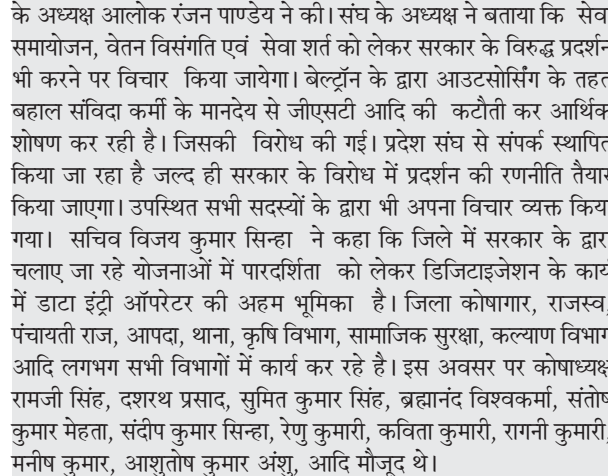 के अध्यक्ष आलोक रंजन पाण्डेय ने की। संघ के अध्यक्ष ने बताया कि सेव
समायोजन, वेतन विसंगति एवं सेवा शर्त को लेकर सरकार के विरुद्ध प्रदर्शन
भी करने पर विचार किया जायेगा। बेल्ट्रॉन के द्वारा आउटसोर्सिंग के तहत
बहाल संविदा कर्मी के मानदेय से जीएसटी आदि की कटौती कर आर्थिक
शोषण कर रही है। जिसकी विरोध की गई। प्रदेश संघ से संपर्क स्थापित
किया जा रहा है जल्द ही सरकार के विरोध में प्रदर्शन की रणनीति तैयार
किया जाएगा। उपस्थित सभी सदस्यों के द्वारा भी अपना विचार व्यक्त किय
गया। सचिव विजय कुमार सिन्हा ने कहा कि जिले में सरकार के द्वार
चलाए जा रहे योजनाओं में पारदर्शिता को लेकर डिजिटाइजेशन के कार्य
में डाटा इंट्री ऑपरेटर की अहम भूमिका है। जिला कोषागार, राजस्व,
पंचायती राज, आपदा, थाना, कृषि विभाग, सामाजिक सुरक्षा, कल्याण विभाग
आदि लगभग सभी विभागों में कार्य कर रहे है। इस अवसर पर कोषाध्यक्ष
रामजी सिंह, दशरथ प्रसाद, सुमित कुमार सिंह, ब्रह्मानंद विश्वकर्मा, संतोष
कुमार मेहता, संदीप कुमार सिन्हा, रेणु कुमारी, कविता कुमारी, रागनी कुमारी,
मनीष कुमार, आशुतोष कुमार अंशु, आदि मौजूद थे।